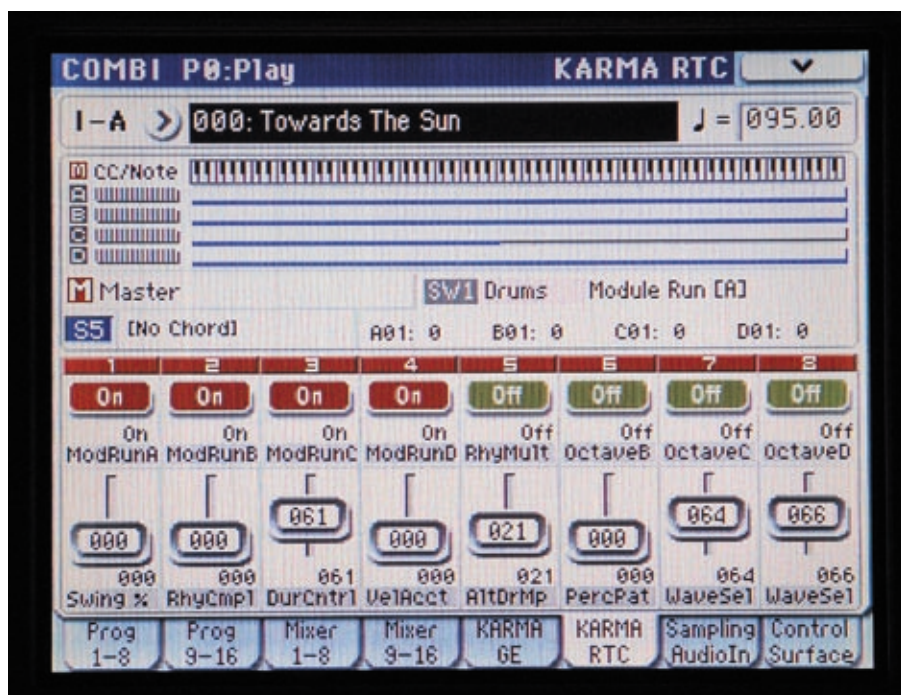 COMBI P0:Play KARMA RTC
I-A 000: Towards The Sun ♩ = 095.00
CC/Note
A
B
C
D
M Master SW1 Drums Module Run [A]
S5 [No Chord] A01: 0 B01: 0 C01: 0 D01: 0
1 2 3 4 5 6 7 8
On On On On Off Off Off Off
On On On On Off Off Off Off
ModRunA ModRunB ModRunC ModRunD RhyMult OctaveB OctaveC OctaveD
000 000 061 000 021 000 064 066
000 000 061 000 021 000 064 066
Swing % RhyCmpl DurCntrl VelAcct AltDrMp PercPat WaveSel WaveSel
Prog 1-8 Prog 9-16 Mixer 1-8 Mixer 9-16 KARMA GE KARMA RTC Sampling AudioIn Control Surface